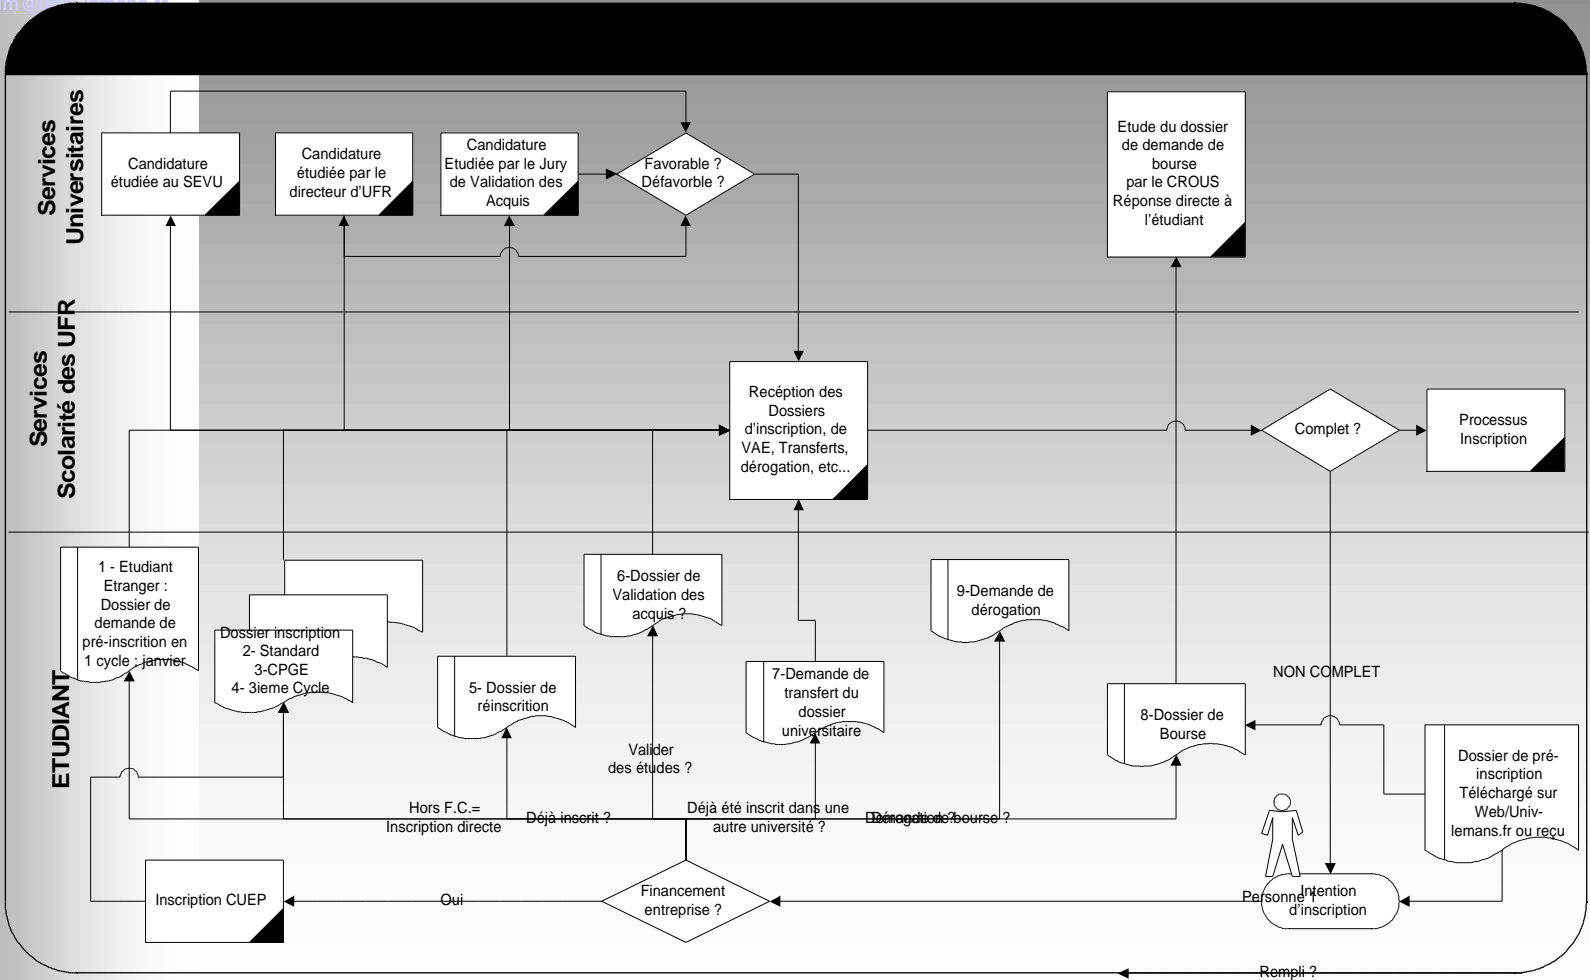 Services
Universitaires
Candidature
étudiée au SEVU
Candidature
étudiée par le
directeur d'UFR
Candidature
Etudiée par le Jury
de Validation des
Acquis
Favorable ?
Défavorble ?
Etude du dossier
de demande de
bourse
par le CROUS
Réponse directe à
l'étudiant
Services
Scolarité des UFR
Recéption des
Dossiers
d'inscription, de
VAE, Transferts,
dérogation, etc...
Complet ?
Processus
Inscription
ETUDIANT
1 - Etudiant
Etranger :
Dossier de
demande de
pré-inscrition en
1 cycle : janvier
Dossier inscription
2- Standard
3-CPGE
4- 3ieme Cycle
5- Dossier de
réinscrition
6-Dossier de
Validation des
acquis ?
7-Demande de
transfert du
dossier
universitaire
9-Demande de
dérogation
8-Dossier de
Bourse
NON COMPLET
Dossier de pré-
inscription
Téléchargé sur
Web/Univ-
lemans.fr ou reçu
Valider
des études ?
Hors F.C.=
Inscription directe
Déjà inscrit ?
Déjà été inscrit dans une
autre université ?
bourse ?
Inscription CUEP
Oui
Financement
entreprise ?
Personne 1
Intention
d'inscription
Rempli ?